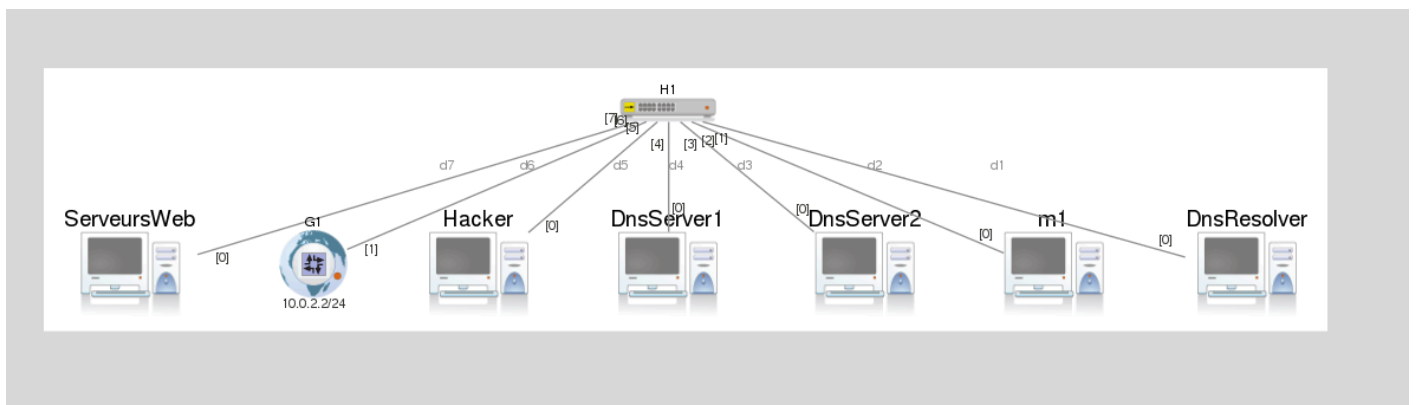 H1
[7]
[6]
[5]
[4]
[3]
[2]
[1]
d7
d6
d5
d4
d3
d2
d1
ServeursWeb
G1
Hacker
DnsServer1
DnsServer2
m1
DnsResolver
[0]
[1]
[0]
[0]
[0]
[0]
[0]
10.0.2.2/24